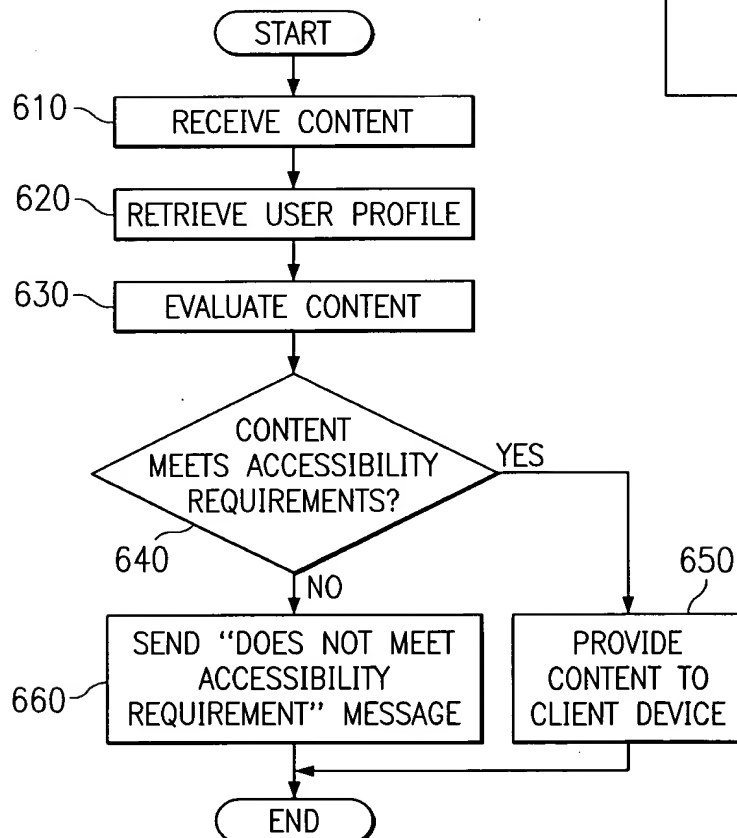 START
610
RECEIVE CONTENT
620
RETRIEVE USER PROFILE
630
EVALUATE CONTENT
CONTENT
MEETS ACCESSIBILITY
REQUIREMENTS?
YES
640
NO
650
SEND "DOES NOT MEET
ACCESSIBILITY
REQUIREMENT" MESSAGE
660
PROVIDE
CONTENT TO
CLIENT DEVICE
END